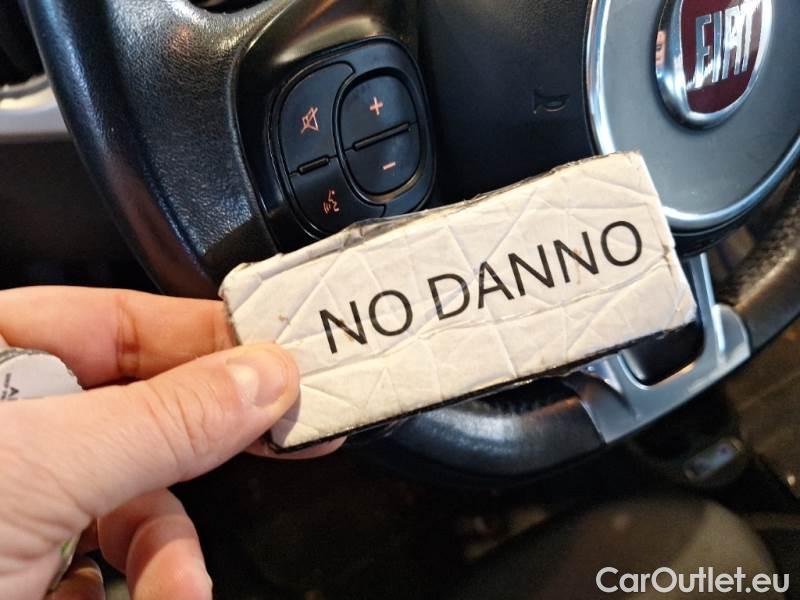 FIAT
+
-
NO DANNO
CarOutlet.eu